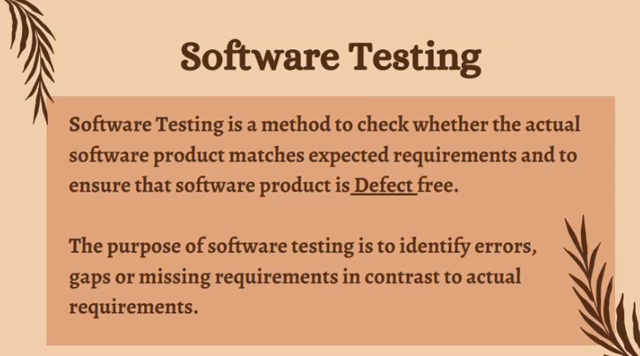 Software Testing
Software Testing is a method to check whether the actual
software product matches expected requirements and to
ensure that software product is Defect free.
The purpose of software testing is to identify errors,
gaps or missing requirements in contrast to actual
requirements.